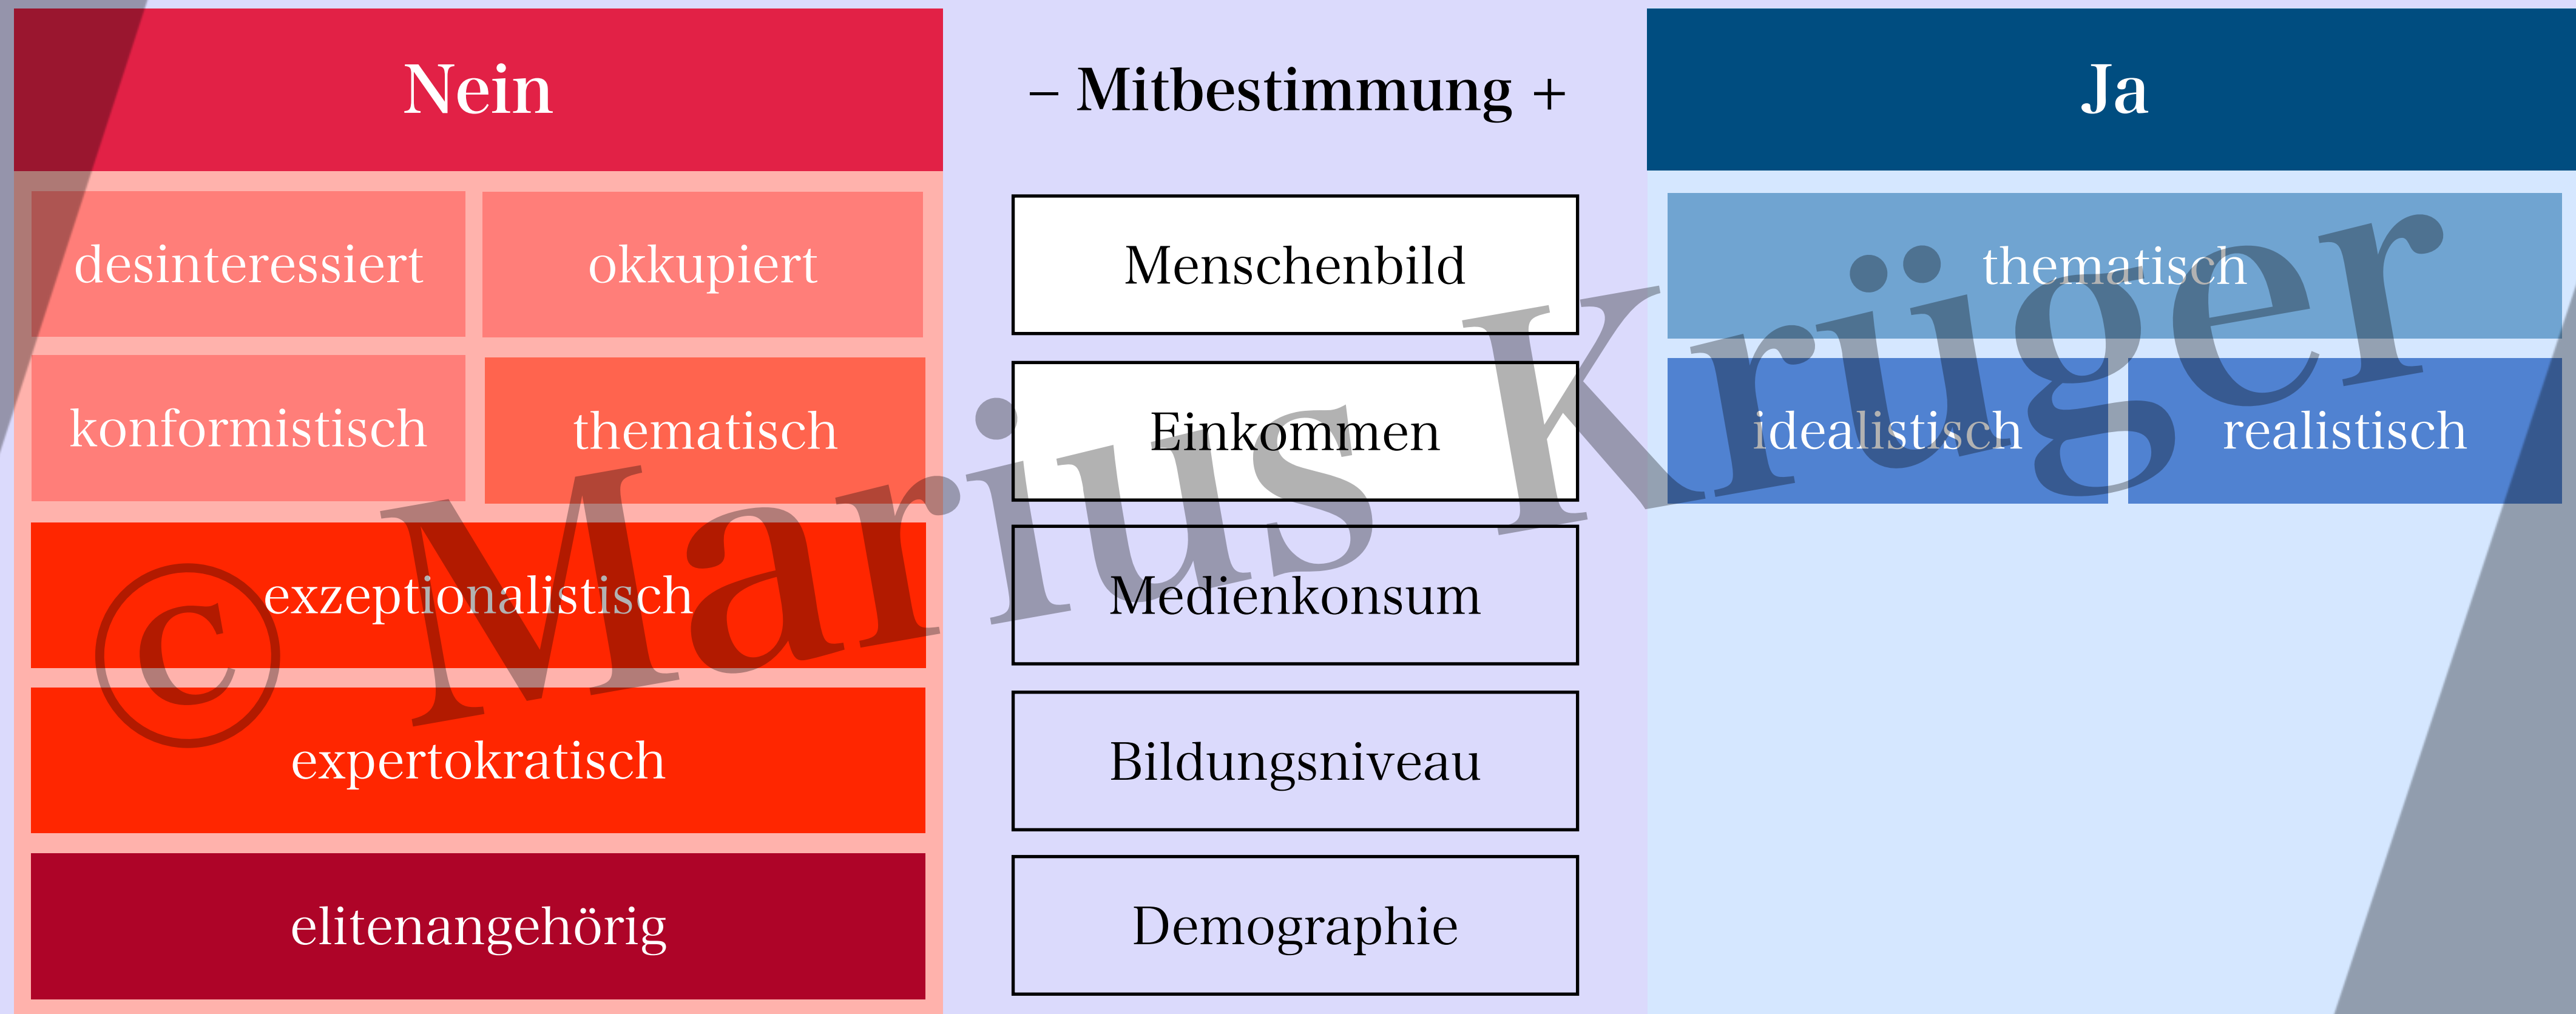 Nein
– Mitbestimmung +
Ja
desinteressiert
okkupiert
konformistisch
thematisch
exzeptionalistisch
expertokratisch
elitenangehörig
Menschenbild
Einkommen
Medienkonsum
Bildungsniveau
Demographie
thematisch
idealistisch
realistisch
© Marius Krüger